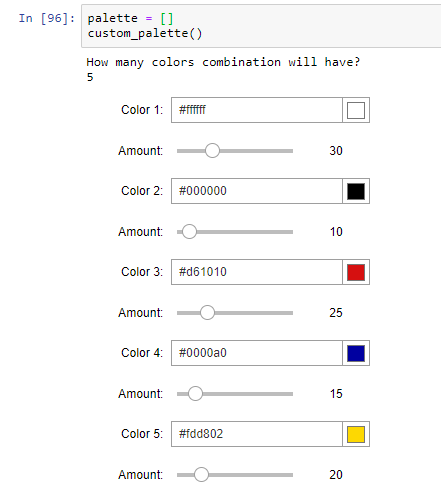 In [96]: palette = []
custom_palette()
How many colors combination will have?
5
Color 1: #ffffff
Amount: 30
Color 2: #000000
Amount: 10
Color 3: #d61010
Amount: 25
Color 4: #0000a0
Amount: 15
Color 5: #fdd802
Amount: 20